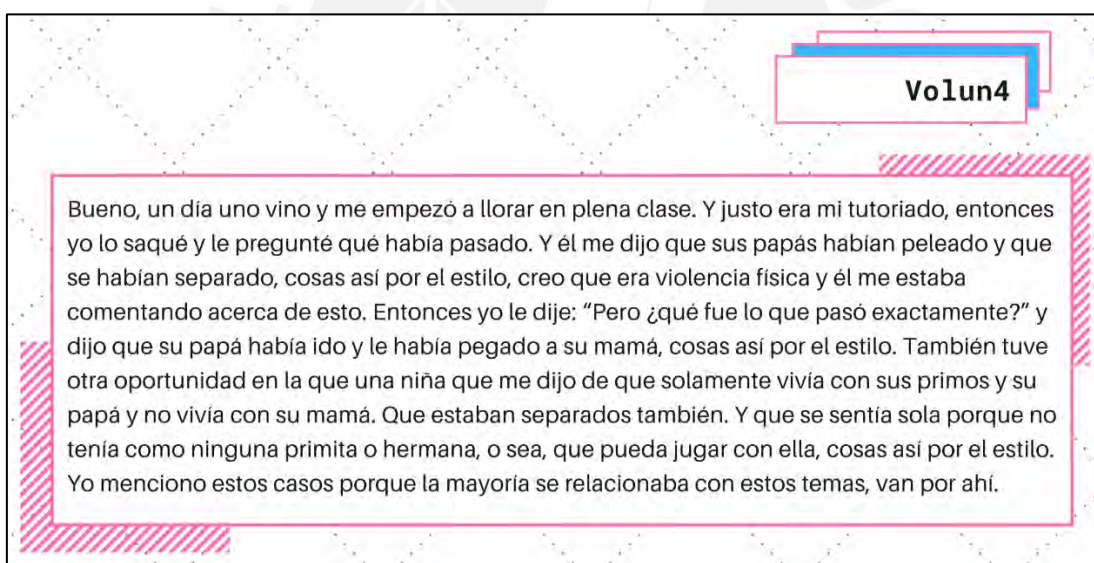 Volun4
Bueno, un día uno vino y me empezó a llorar en plena clase. Y justo era mi tutoriado, entonces
yo lo saqué y le pregunté qué había pasado. Y él me dijo que sus papás habían peleado y que
se habían separado, cosas así por el estilo, creo que era violencia física y él me estaba
comentando acerca de esto. Entonces yo le dije: “Pero ¿qué fue lo que pasó exactamente?” y
dijo que su papá había ido y le había pegado a su mamá, cosas así por el estilo. También tuve
otra oportunidad en la que una niña que me dijo de que solamente vivía con sus primos y su
papá y no vivía con su mamá. Que estaban separados también. Y que se sentía sola porque no
tenía como ninguna primita o hermana, o sea, que pueda jugar con ella, cosas así por el estilo.
Yo menciono estos casos porque la mayoría se relacionaba con estos temas, van por ahí.